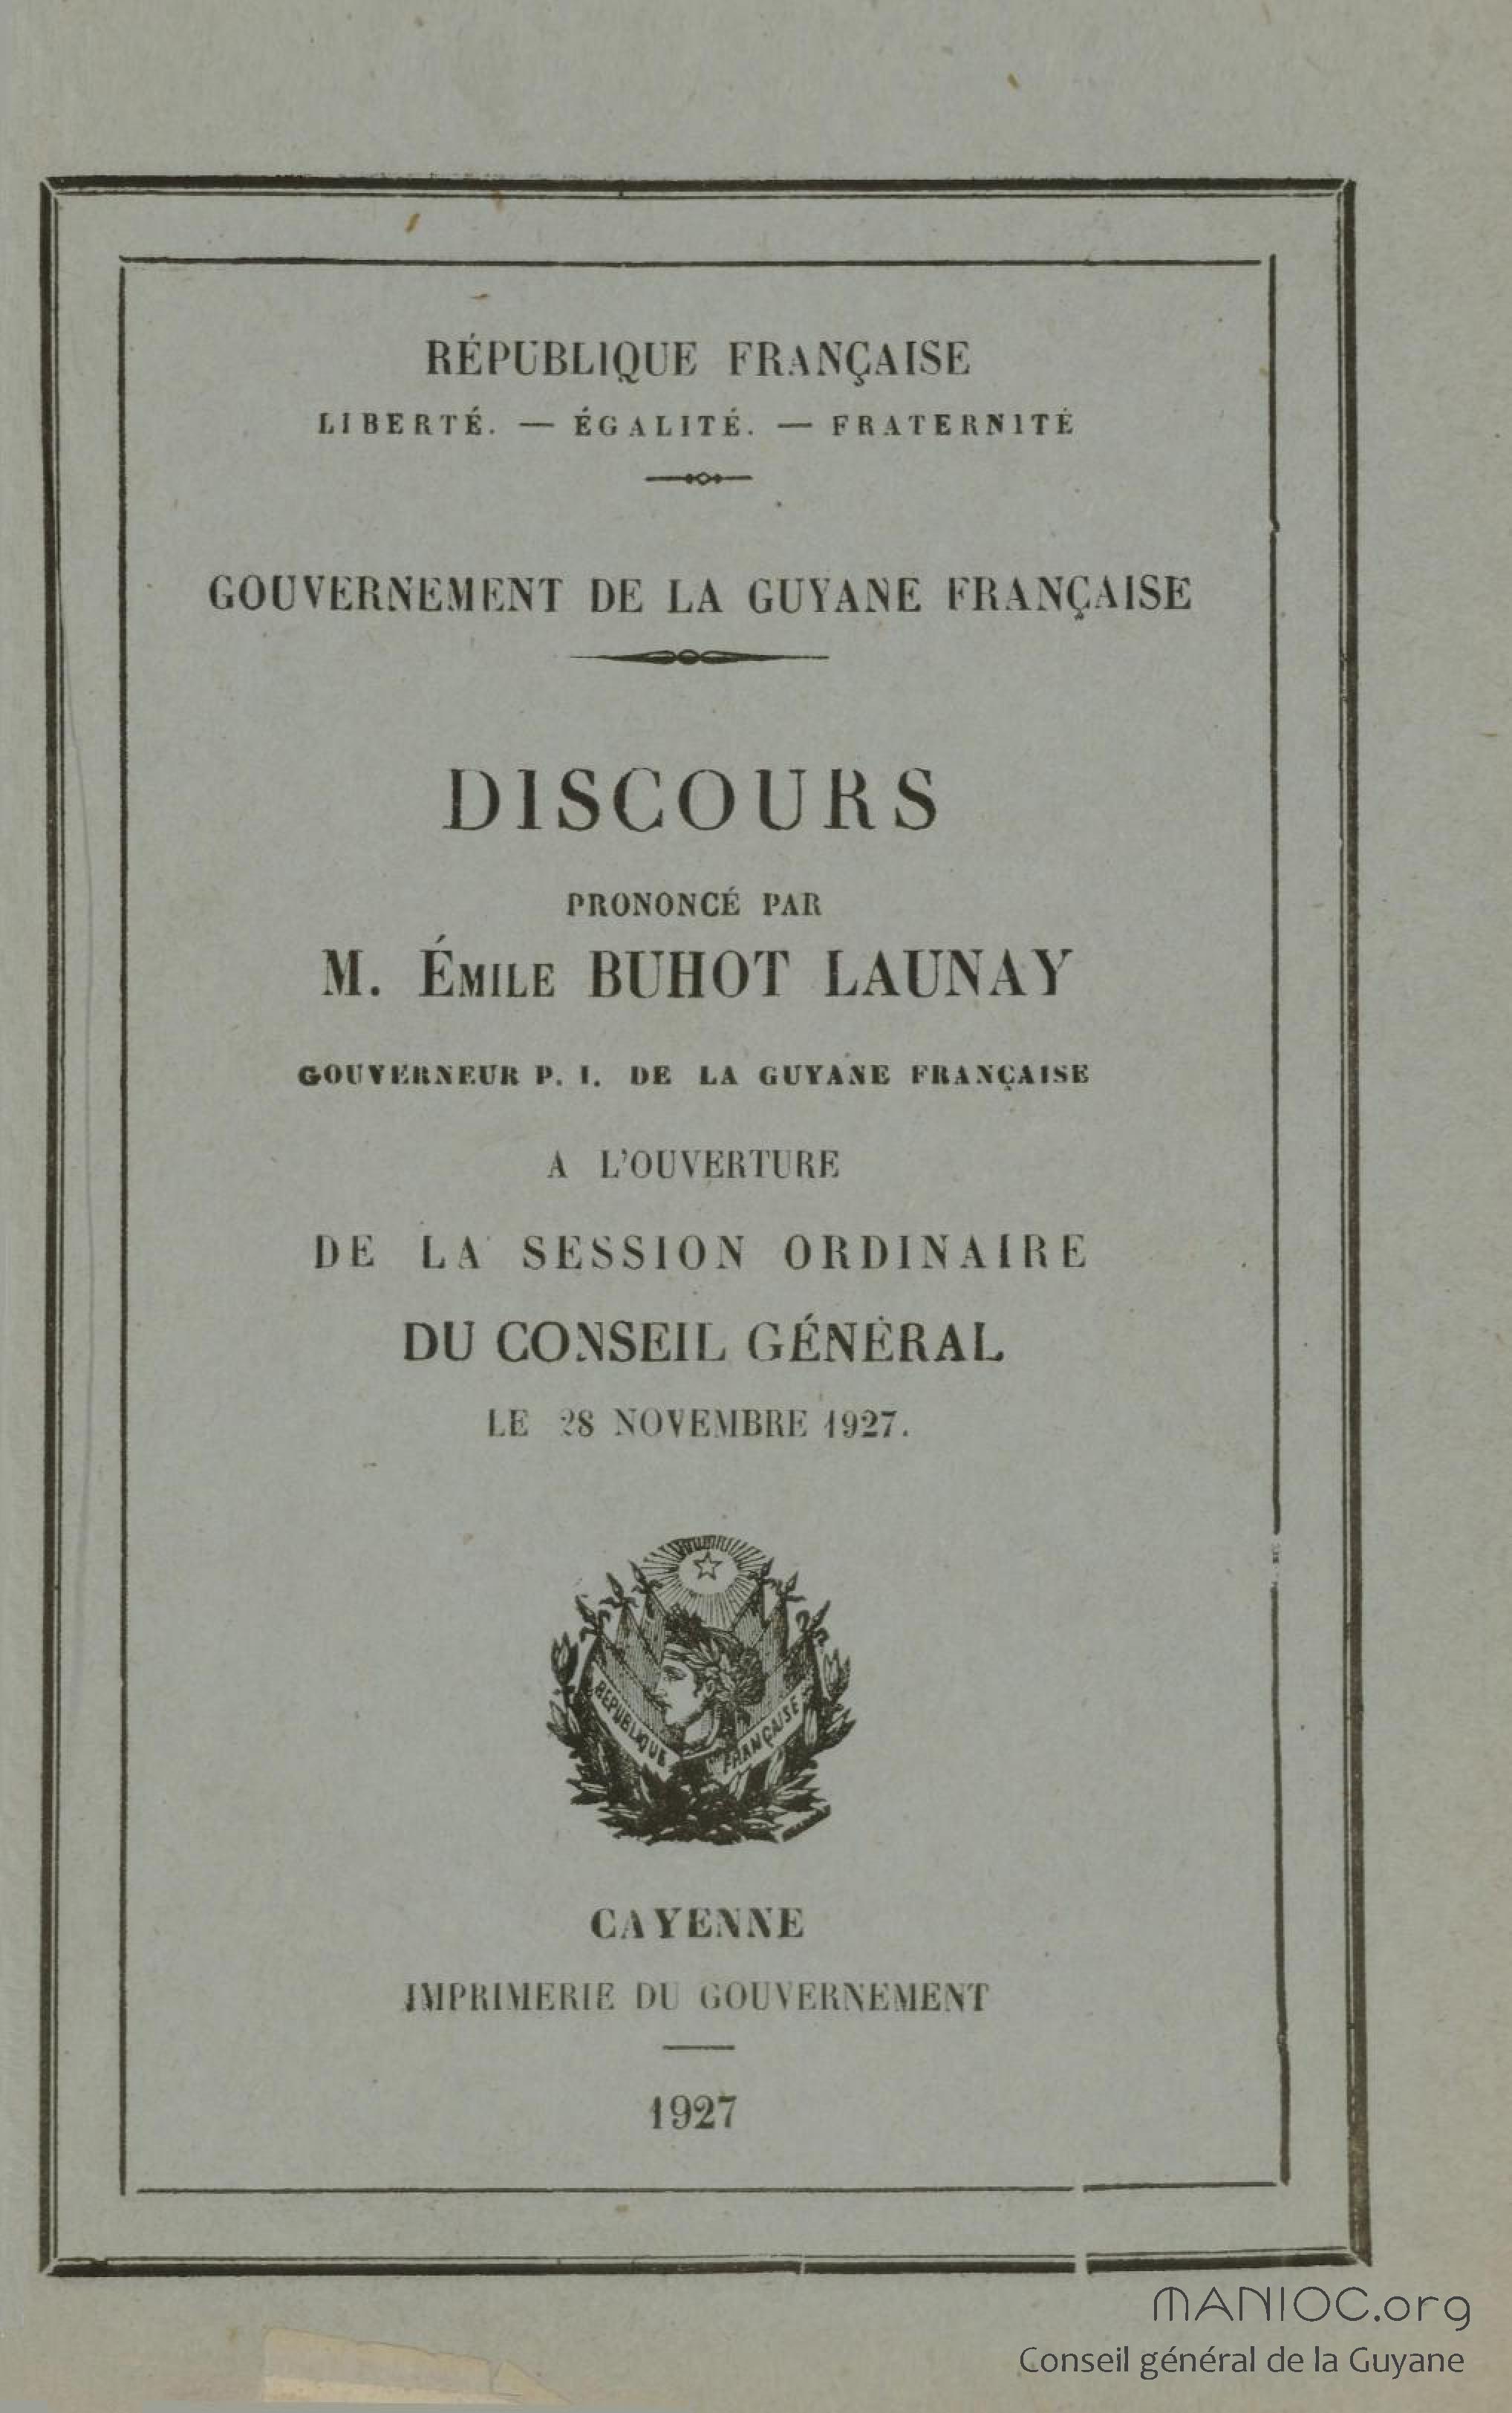 RÉPUBLIQUE FRANÇAISE
LIBERTÉ. — ÉGALITÉ. — FRATERNITÉ
GOUVERNEMENT DE LA GUYANE FRANÇAISE
DISCOURS
PRONONCÉ PAR
M. ÉMILE BUHOT LAUNAY
GOUVERNEUR P. I. DE LA GUYANE FRANÇAISE
A L'OUVERTURE
DE LA SESSION ORDINAIRE
DU CONSEIL GÉNÉRAL
LE 28 NOVEMBRE 1927.
RÉPUBLIQUE FRANÇAISE
CAYENNE
IMPRIMERIE DU GOUVERNEMENT
1927
MANIOC.org
Conseil général de la Guyane